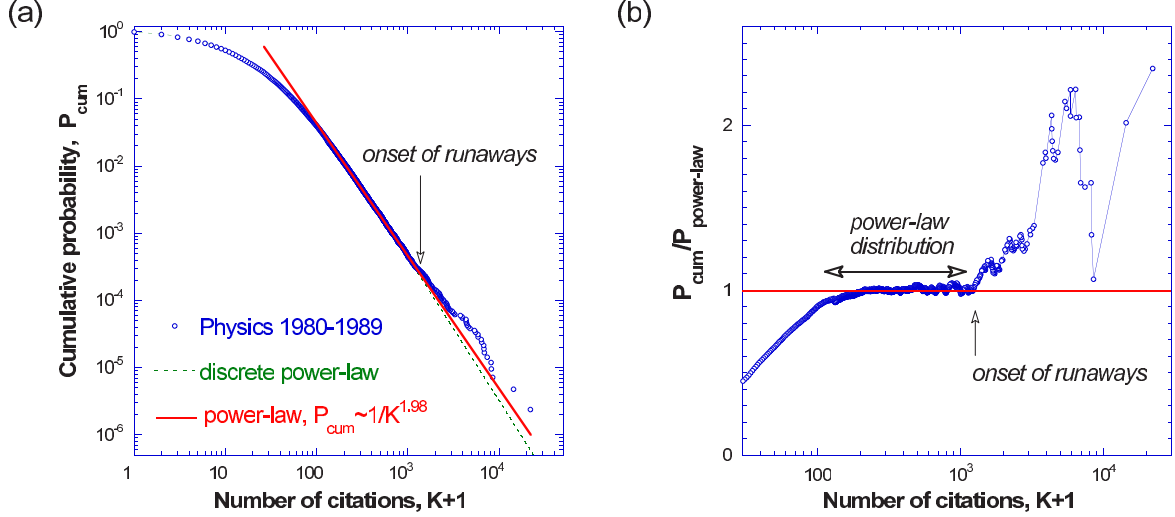 (a)
10^0
10^-1
10^-2
10^-3
10^-4
10^-5
10^-6
Cumulative probability, P_cum
onset of runaways
Physics 1980-1989
discrete power-law
power-law, P_cum~1/K^1.98
1 10 100 10^3 10^4
Number of citations, K+1
(b)
2
1
0
P_cum/P_power-law
power-law
distribution
onset of runaways
100 10^3 10^4
Number of citations, K+1